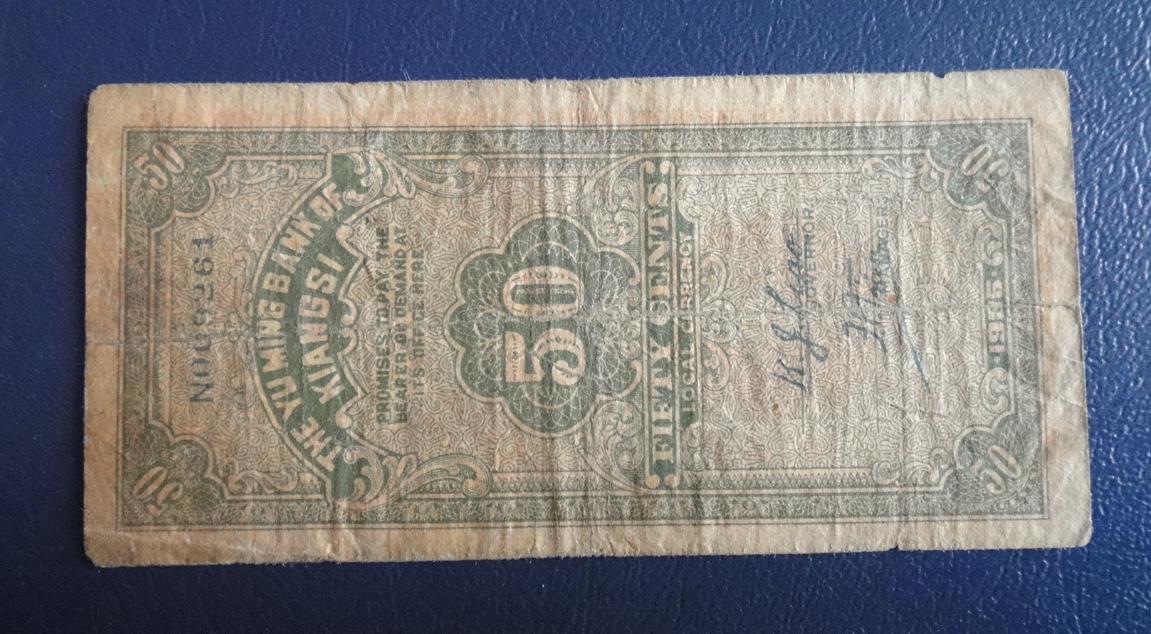 50
50
THE YU MING BANK OF
KIANGSI
PROMISES TO PAY THE
BEARER ON DEMAND AT
ITS OFFICE HERE
50
FIFTY CENTS
LOCAL CURRENCY
GOVERNOR
50
50